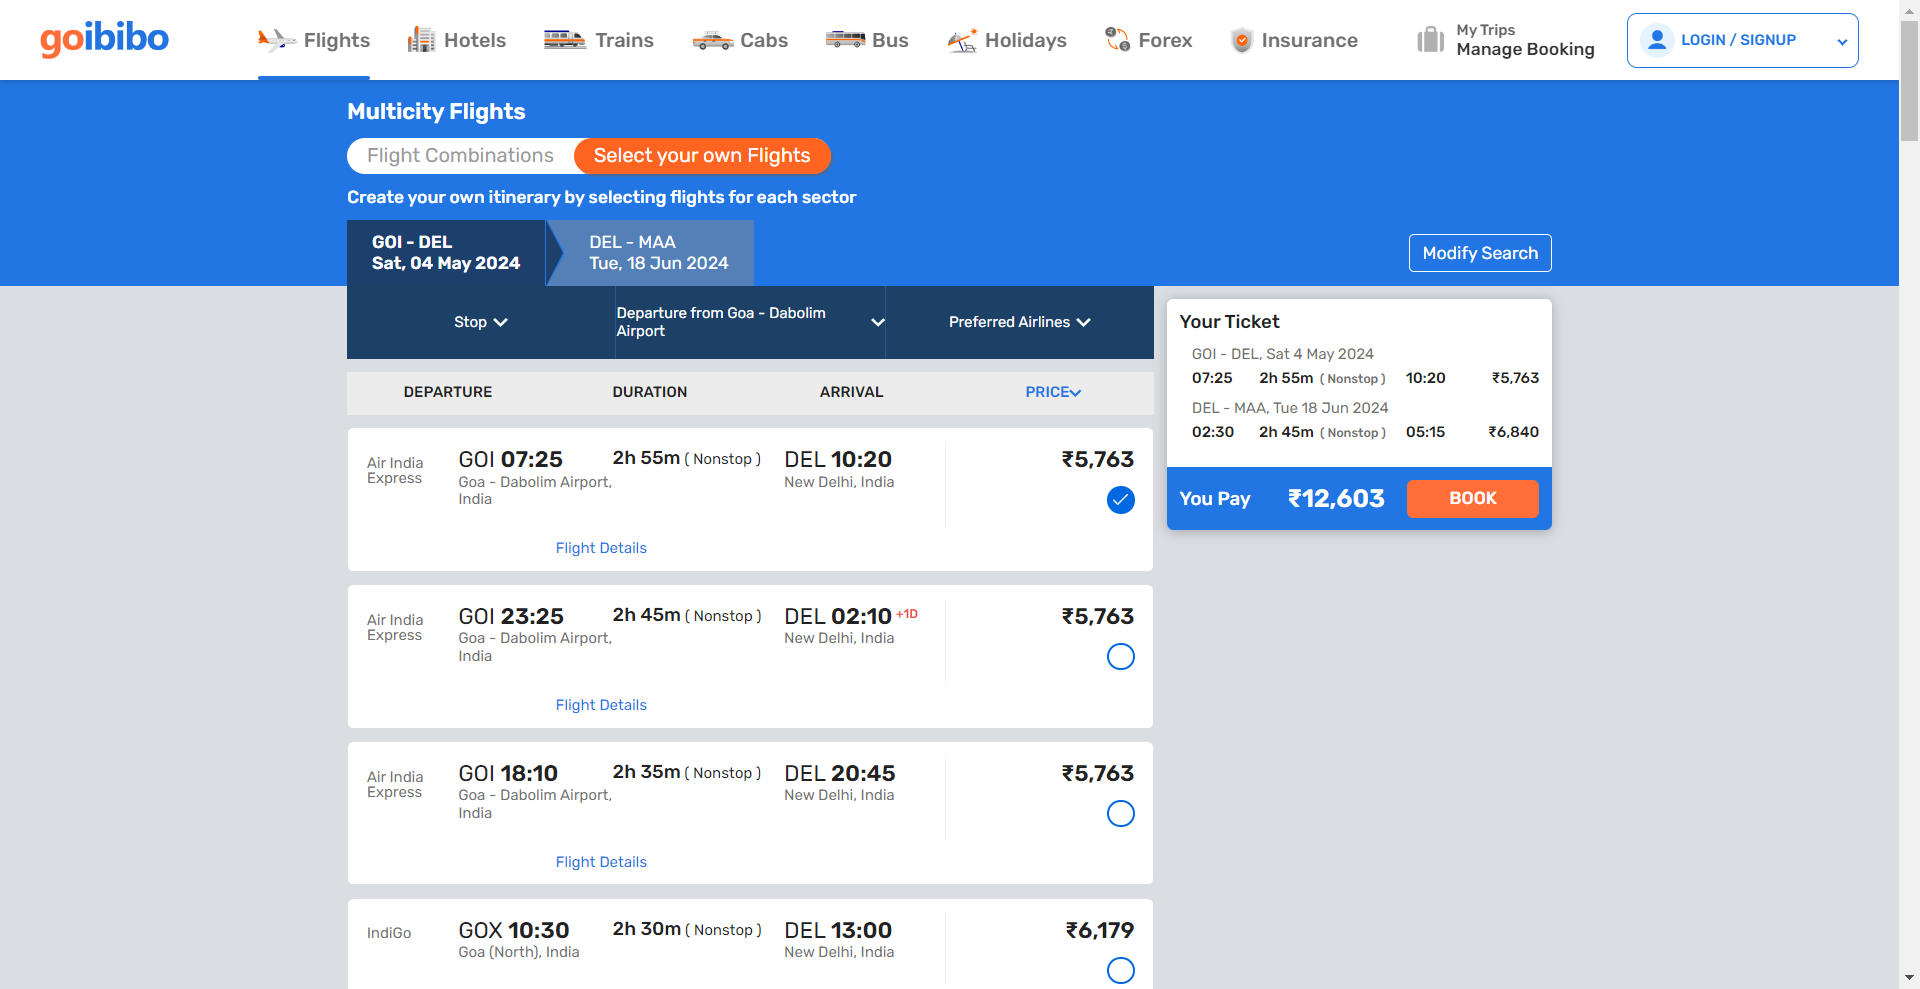 goibibo
Flights
Hotels
Trains
Cabs
Bus
Holidays
Forex
Insurance
My Trips
Manage Booking
LOGIN / SIGNUP
Multicity Flights
Flight Combinations
Select your own Flights
Create your own itinerary by selecting flights for each sector
GOI - DEL
Sat, 04 May 2024
DEL - MAA
Tue, 18 Jun 2024
Modify Search
Stop
Departure from Goa - Dabolim
Airport
Preferred Airlines
DEPARTURE
DURATION
ARRIVAL
PRICE
Air India
Express
GOI 07:25
Goa - Dabolim Airport,
India
2h 55m ( Nonstop )
DEL 10:20
New Delhi, India
₹5,763
Flight Details
Air India
Express
GOI 23:25
Goa - Dabolim Airport,
India
2h 45m ( Nonstop )
DEL 02:10 +1D
New Delhi, India
₹5,763
Flight Details
Air India
Express
GOI 18:10
Goa - Dabolim Airport,
India
2h 35m ( Nonstop )
DEL 20:45
New Delhi, India
₹5,763
Flight Details
IndiGo
GOX 10:30
Goa (North), India
2h 30m ( Nonstop )
DEL 13:00
New Delhi, India
₹6,179
Your Ticket
GOI - DEL, Sat 4 May 2024
07:25 2h 55m ( Nonstop ) 10:20 ₹5,763
DEL - MAA, Tue 18 Jun 2024
02:30 2h 45m ( Nonstop ) 05:15 ₹6,840
You Pay ₹12,603 BOOK